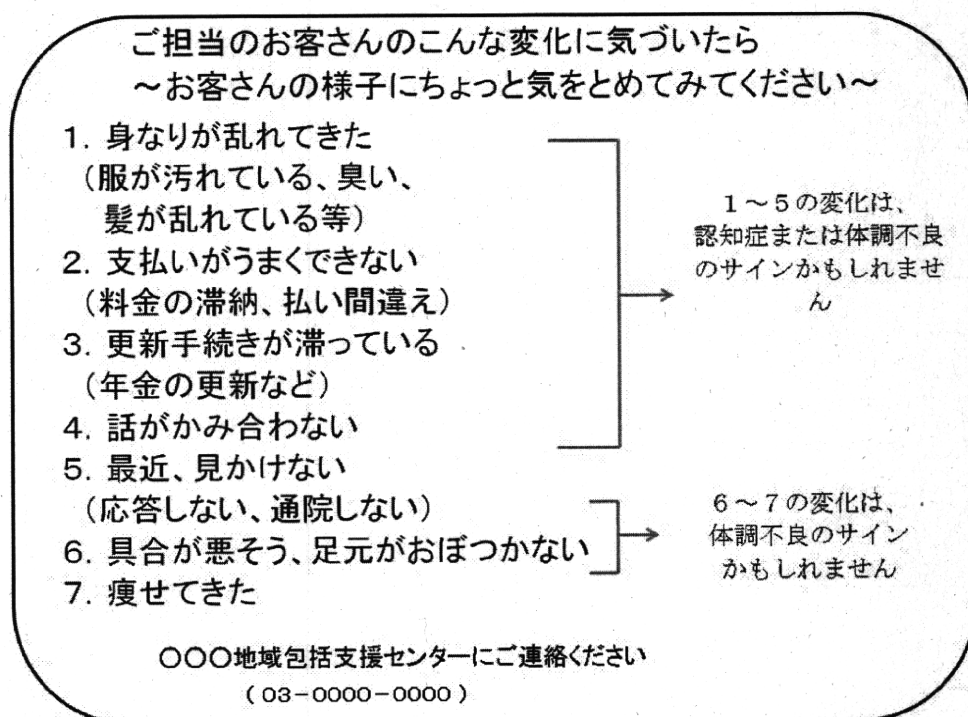 ご担当のお客さんのこんな変化に気づいたら
～お客さんの様子にちょっと気をとめてみてください～
1. 身なりが乱れてきた
（服が汚れている、臭い、
髪が乱れている等）
2. 支払いがうまくできない
（料金の滞納、払い間違え）
3. 更新手続きが滞っている
（年金の更新など）
4. 話がかみ合わない
5. 最近、見かけない
（応答しない、通院しない）
6. 具合が悪そう、足元がおぼつかない
7. 痩せてきた
１～５の変化は、
認知症または体調不良
のサインかもしれませ
ん
６～７の変化は、
体調不良のサイン
かもしれません
〇〇〇地域包括支援センターにご連絡ください
（03-0000-0000）